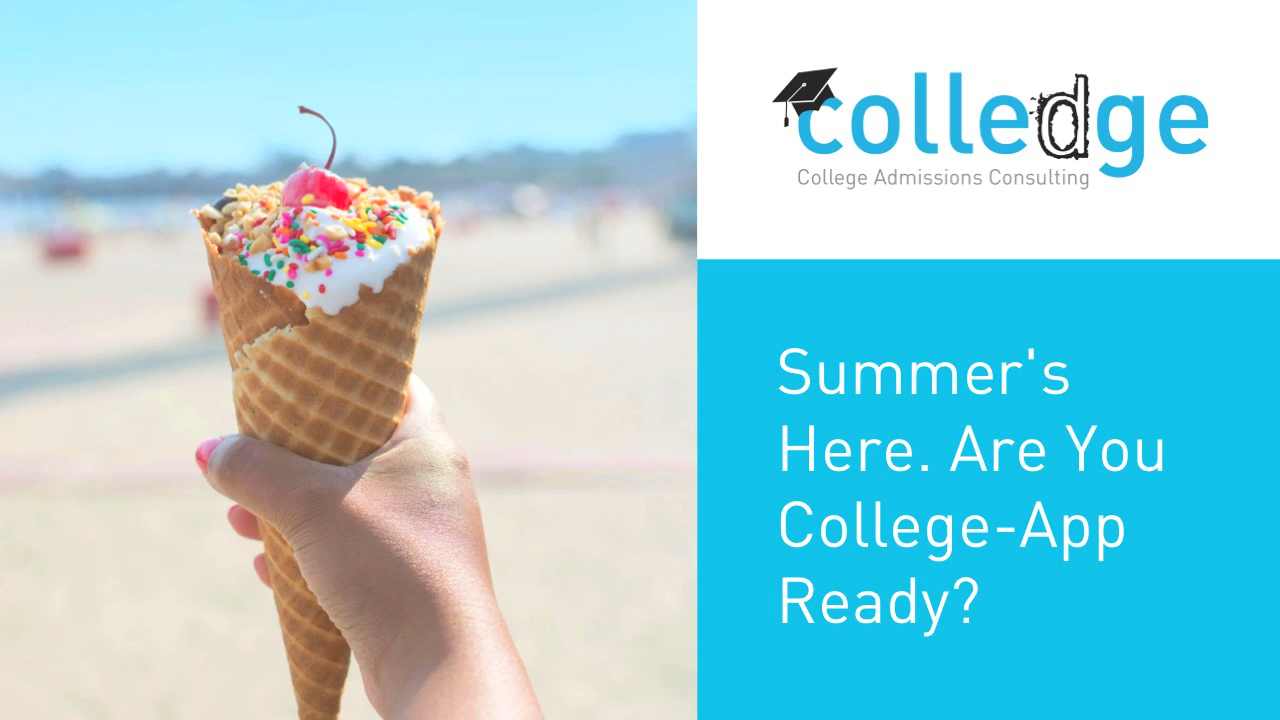 colledge
College Admissions Consulting
Summer's
Here. Are You
College-App
Ready?